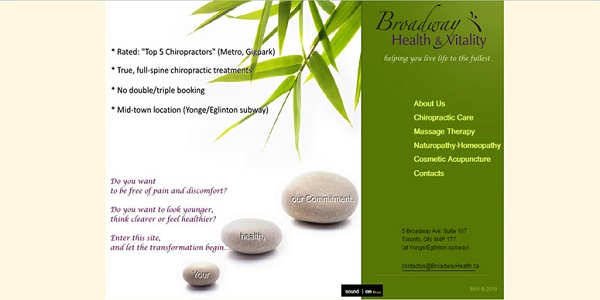 * Rated: "Top 5 Chiropractors" (Metro, Gigpark)
* True, full-spine chiropractic treatments
* No double/triple booking
* Mid-town location (Yonge/Eglinton subway)
Do you want
to be free of pain and discomfort?
Do you want to look younger,
think clearer or feel healthier?
Enter this site,
and let the transformation begin...
Your
health,
our Commitment.
Broadway
Health & Vitality
helping you live life to the fullest
About Us
Chiropractic Care
Massage Therapy
Naturopathy-Homeopathy
Cosmetic Acupuncture
Contacts
5 Broadway Ave, Suite 107
Toronto, ON M4P 1T7
(at Yonge/Eglinton subway)
contactus@BroadwayHealth.ca
sound on
BHV © 2010